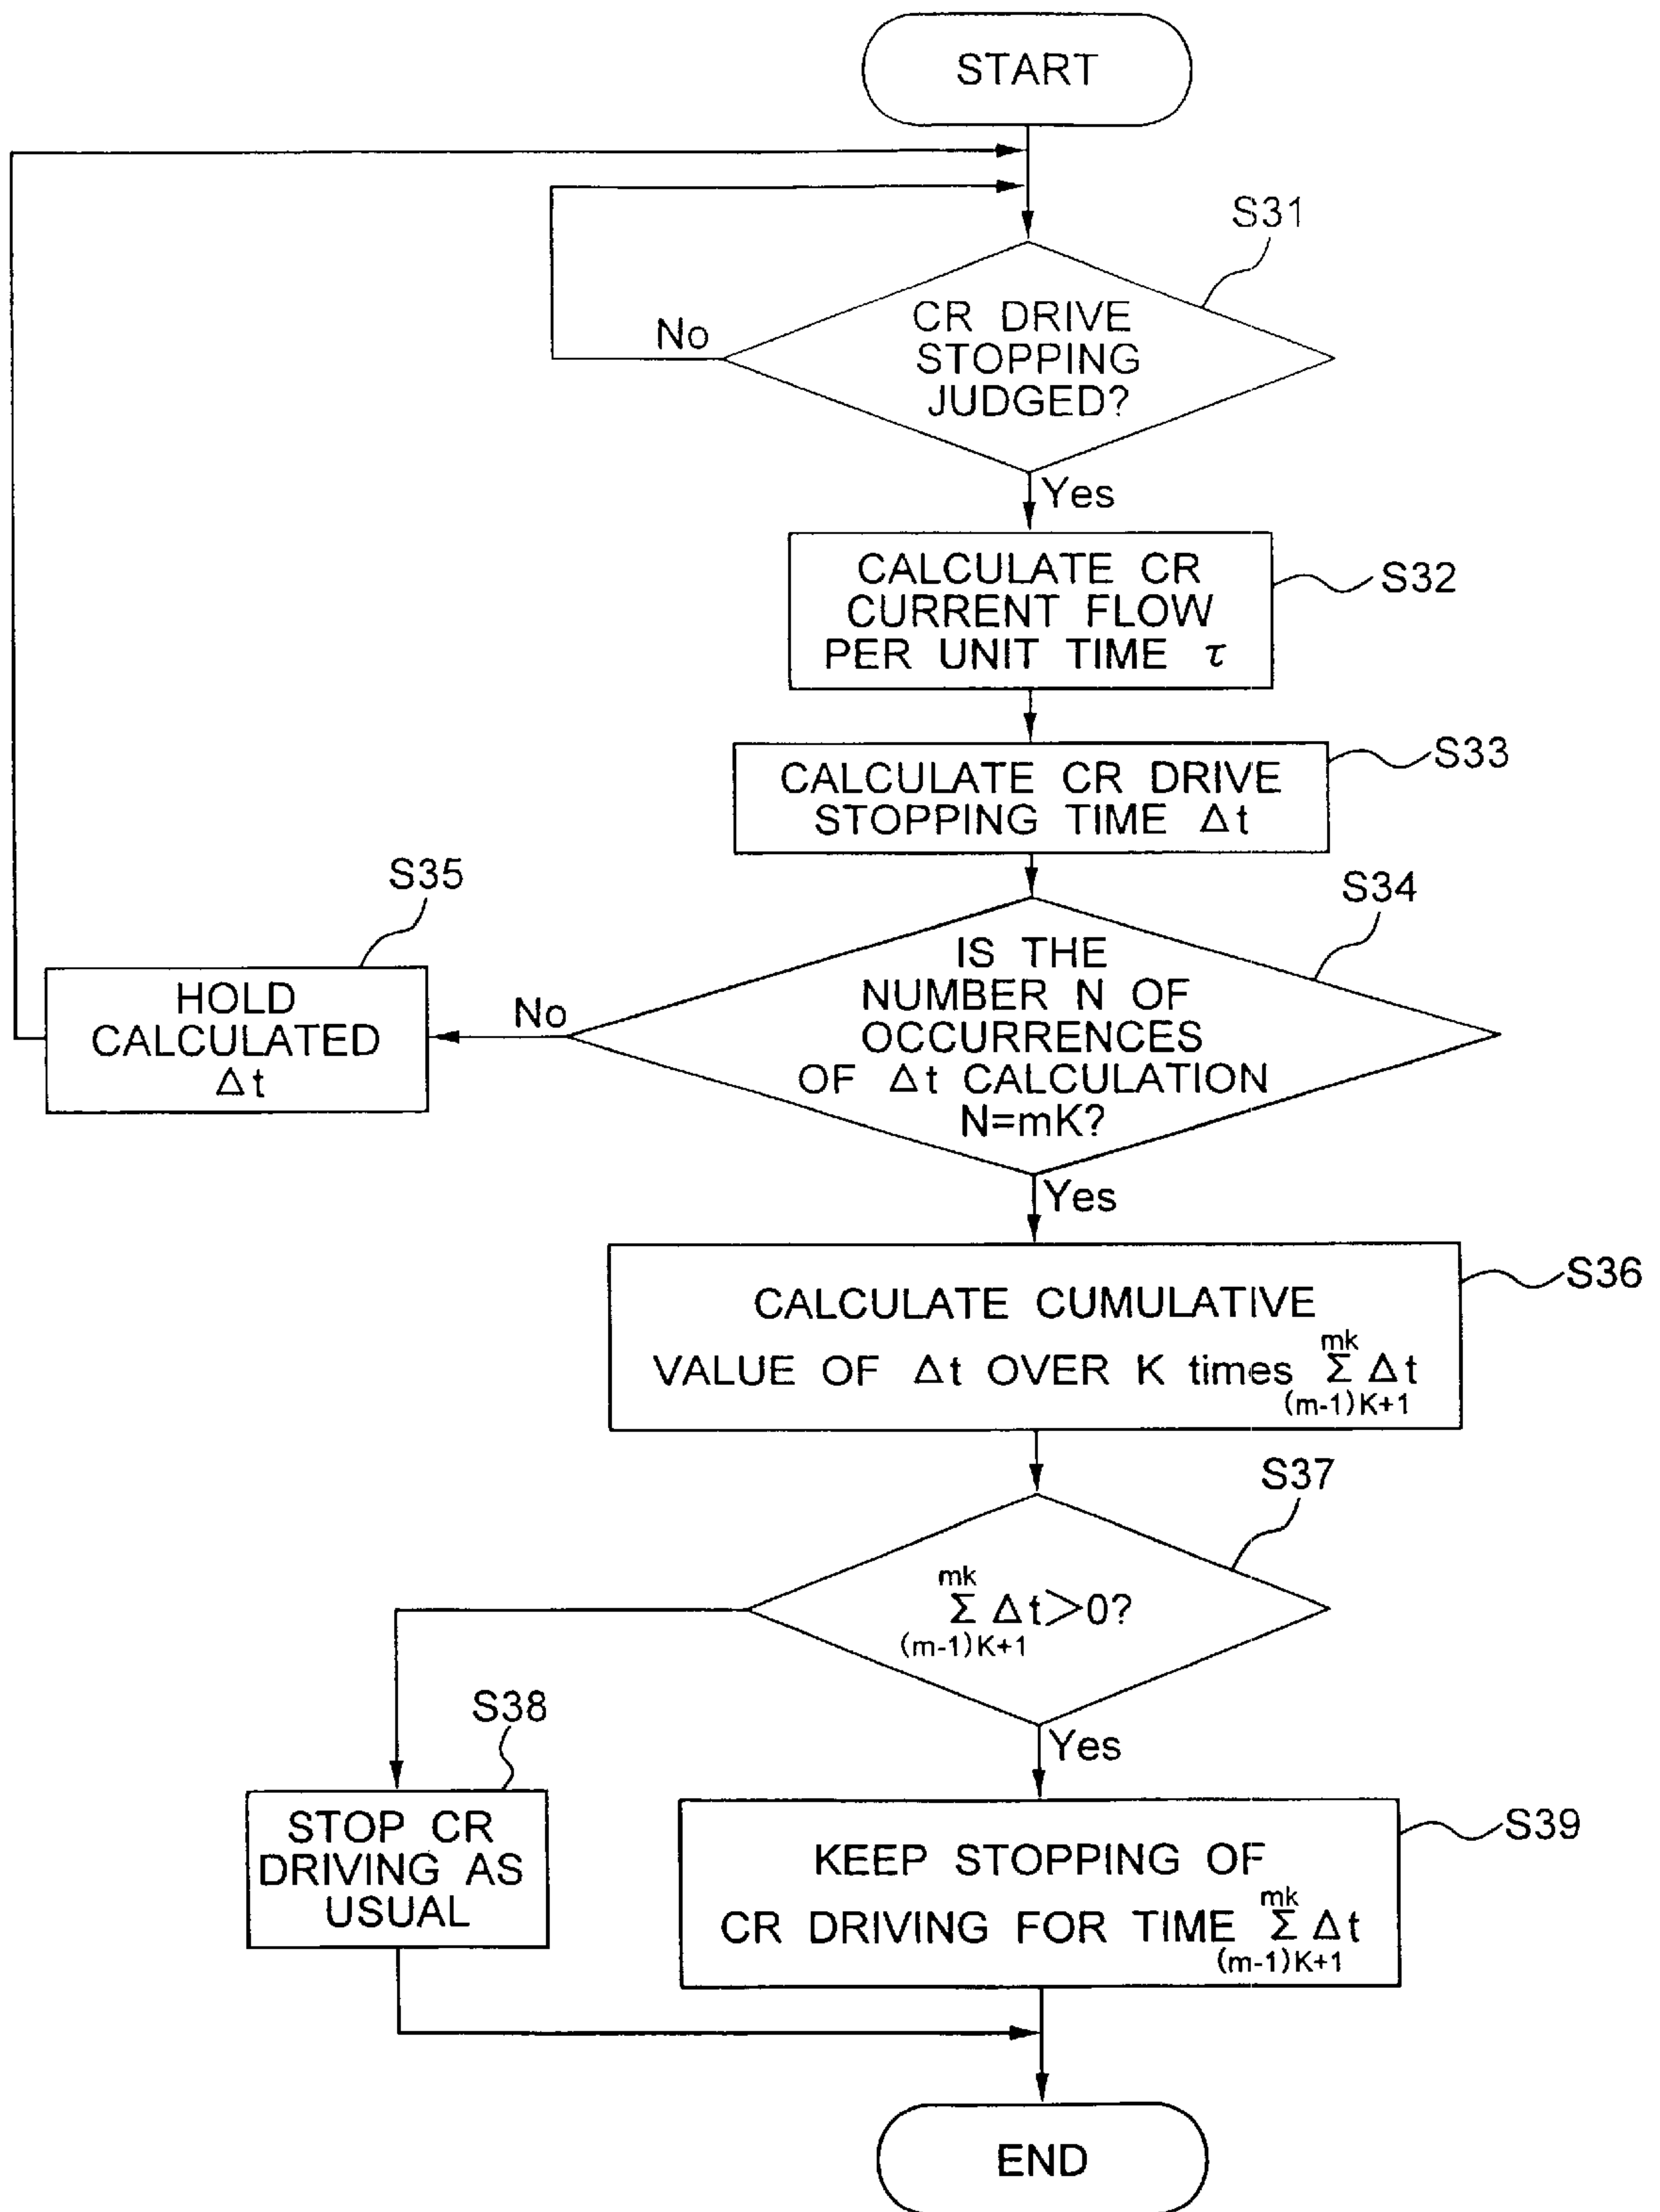 START
S31
CR DRIVE
STOPPING
JUDGED?
No
Yes
CALCULATE CR
CURRENT FLOW
PER UNIT TIME τ
S32
CALCULATE CR DRIVE
STOPPING TIME Δt
S33
S34
IS THE
NUMBER N OF
OCCURRENCES
OF Δt CALCULATION
N=mK?
No
S35
HOLD
CALCULATED
Δt
Yes
CALCULATE CUMULATIVE
mk
VALUE OF Δt OVER K times Σ Δt
(m-1)K+1
S36
S37
mk
Σ Δt>0?
(m-1)K+1
S38
STOP CR
DRIVING AS
USUAL
Yes
KEEP STOPPING OF
mk
CR DRIVING FOR TIME Σ Δt
(m-1)K+1
S39
END